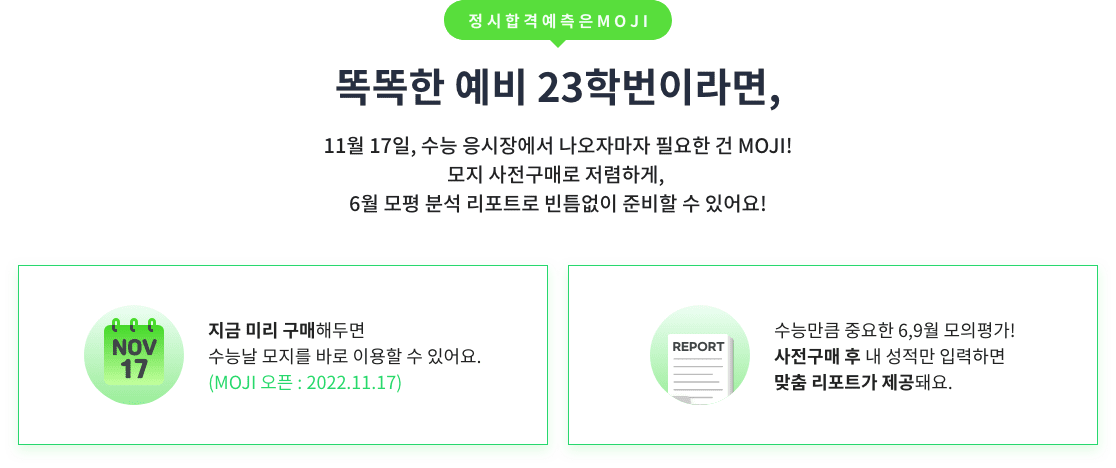 정시합격예측은MOJI
똑똑한 예비 23학번이라면,
11월 17일, 수능 응시장에서 나오자마자 필요한 건 MOJI!
모지 사전구매로 저렴하게,
6월 모평 분석 리포트로 빈틈없이 준비할 수 있어요!
NOV
17
지금 미리 구매해두면
수능날 모지를 바로 이용할 수 있어요.
(MOJI 오픈 : 2022.11.17)
REPORT
수능만큼 중요한 6,9월 모의평가!
사전구매 후 내 성적만 입력하면
맞춤 리포트가 제공돼요.